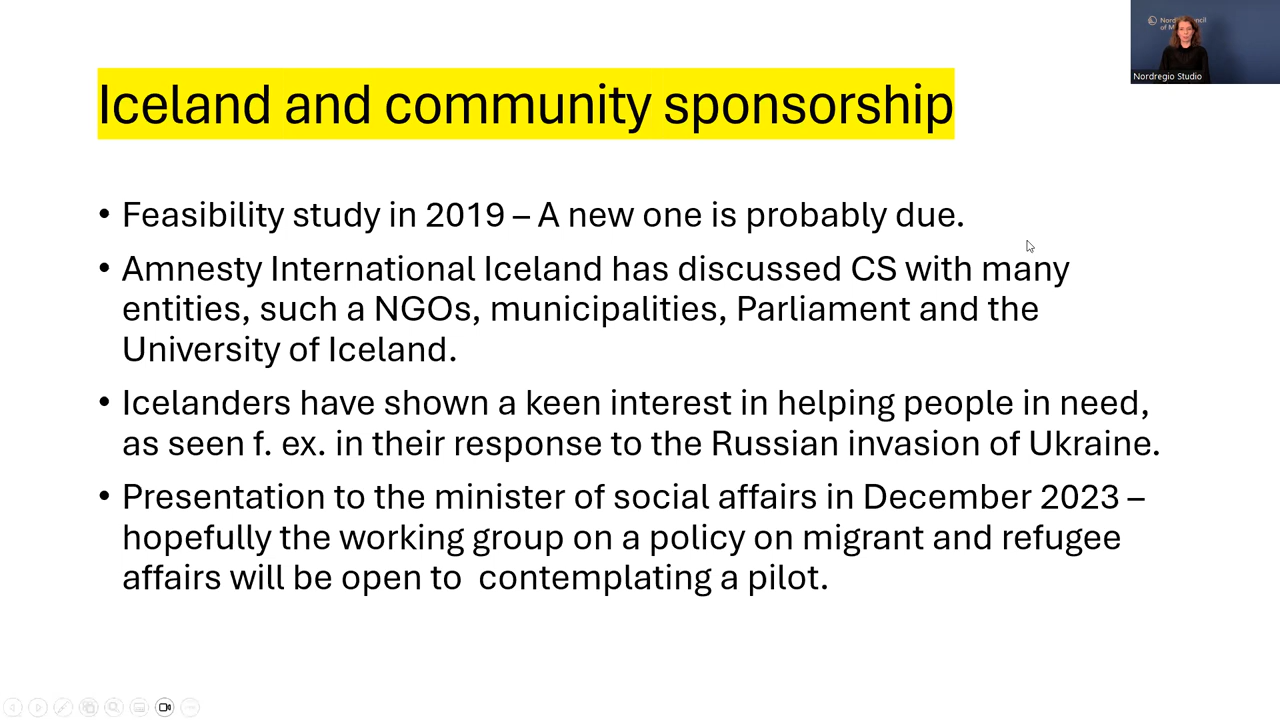 Iceland and community sponsorship
• Feasibility study in 2019 – A new one is probably due.
• Amnesty International Iceland has discussed CS with many
entities, such a NGOs, municipalities, Parliament and the
University of Iceland.
• Icelanders have shown a keen interest in helping people in need,
as seen f. ex. in their response to the Russian invasion of Ukraine.
• Presentation to the minister of social affairs in December 2023 –
hopefully the working group on a policy on migrant and refugee
affairs will be open to  contemplating a pilot.
Nordregio Studio